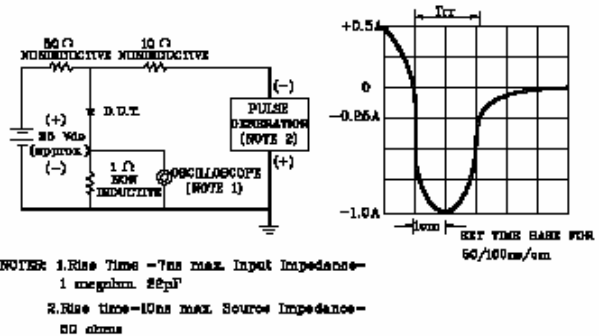 50 Ω
NONINDUCTIVE
10 Ω
NONINDUCTIVE
(+)
25 Vdc
(approx.)
(-)
D.U.T.
1 Ω
NON
INDUCTIVE
OSCILLOSCOPE
(NOTE 1)
(-)
PULSE
GENERATION
(NOTE 2)
(+)
Trr
+0.5A
0
-0.25A
-1.0A
1cm
SET TIME BASE FOR
50/100ns/cm
NOTES: 1.Rise Time =7ns max. Input Impedance=
1 megohm. 22pF
2.Rise time=10ns max. Source Impedance=
50 ohms